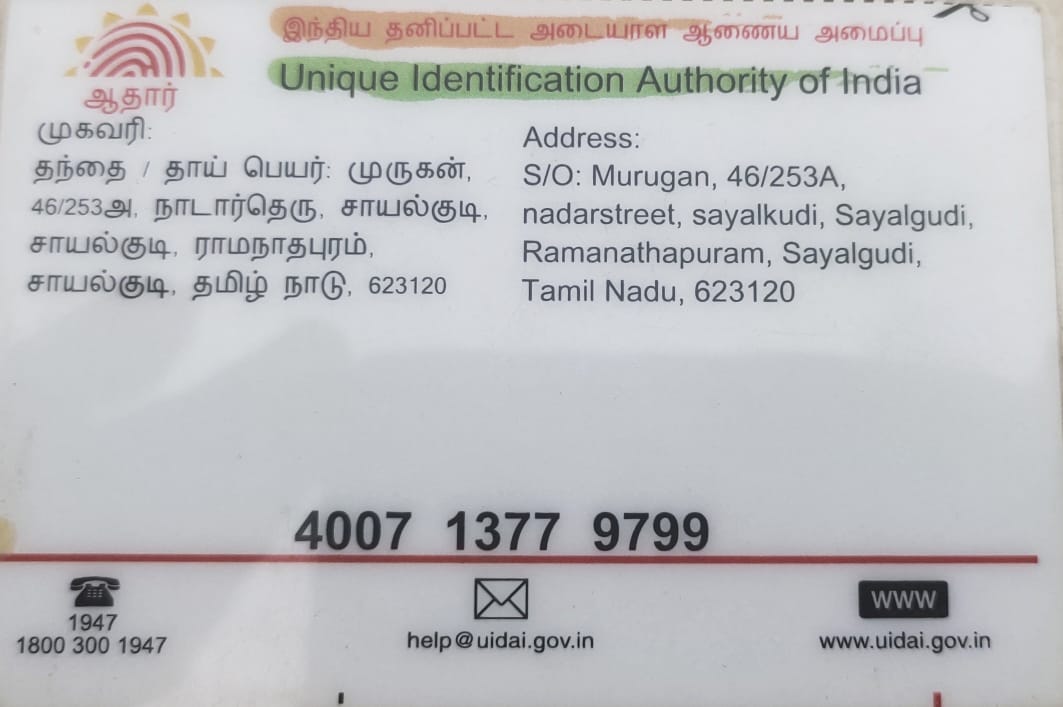 இந்திய தனிப்பட்ட அடையாள ஆணைய அமைப்பு
Unique Identification Authority of India
ஆதார்
முகவரி:
தந்தை / தாய் பெயர்: முருகன்,
46/253அ, நாடார்தெரு, சாயல்குடி,
சாயல்குடி, ராமநாதபுரம்,
சாயல்குடி, தமிழ் நாடு, 623120
Address:
S/O: Murugan, 46/253A,
nadarstreet, sayalkudi, Sayalgudi,
Ramanathapuram, Sayalgudi,
Tamil Nadu, 623120
4007 1377 9799
1947
1800 300 1947
help@uidai.gov.in
www
www.uidai.gov.in